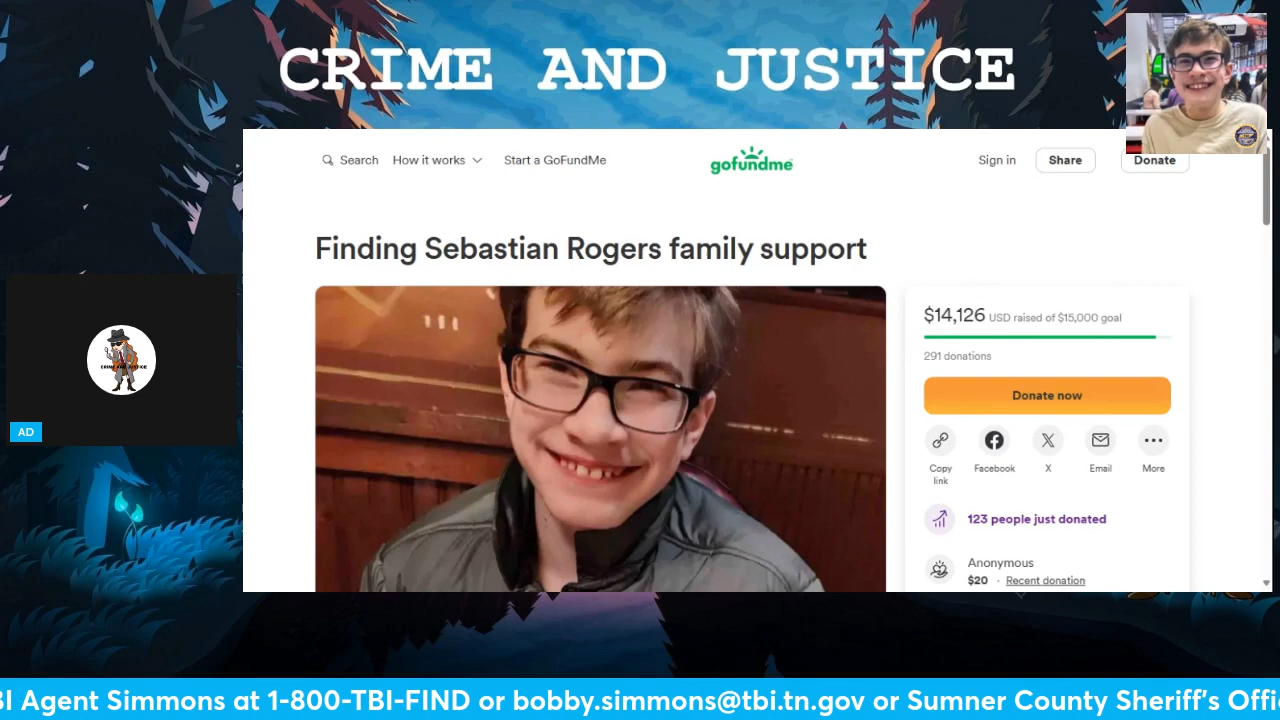 CRIME AND JUSTICE
Search How it works Start a GoFundMe gofundme Sign in Share Donate
Finding Sebastian Rogers family support
$14,126 USD raised of $15,000 goal
291 donations
Donate now
Copy link Facebook X Email More
123 people just donated
Anonymous
$20 · Recent donation
CRIME AND JUSTICE
AD
BI Agent Simmons at 1-800-TBI-FIND or bobby.simmons@tbi.tn.gov or Sumner County Sheriff's Offi